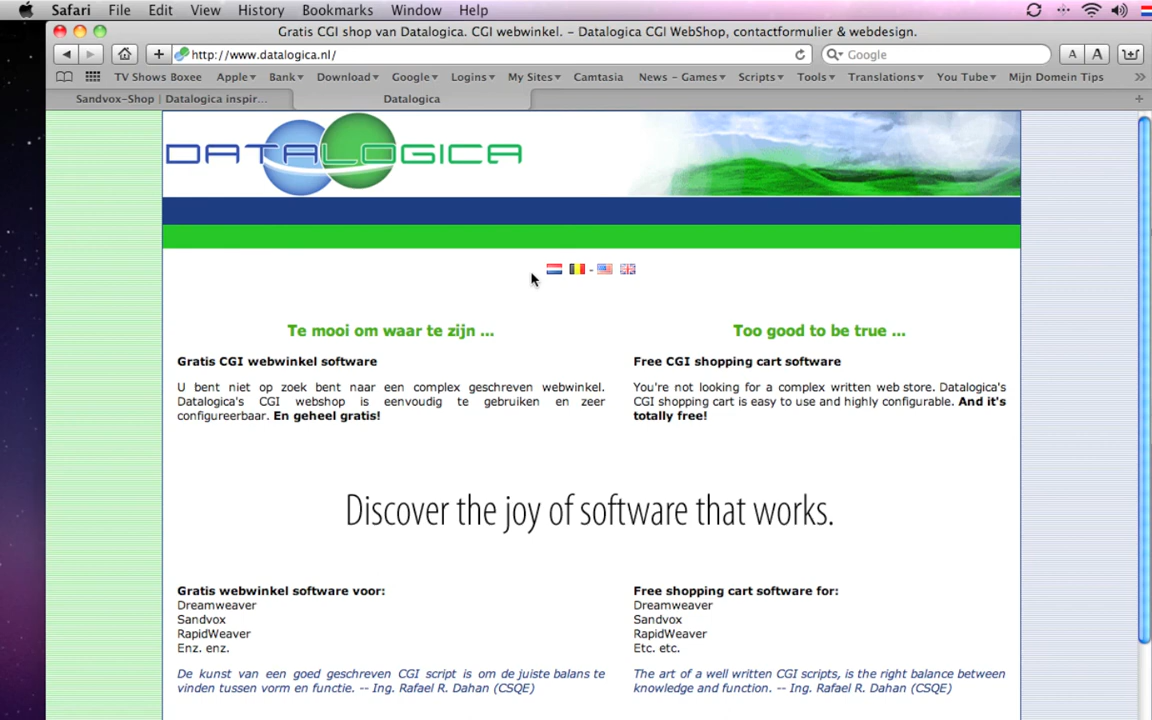 Safari File Edit View History Bookmarks Window Help
Gratis CGI shop van Datalogica. CGI webwinkel. – Datalogica CGI WebShop, contactformulier & webdesign.
http://www.datalogica.nl/ Google A A
TV Shows Boxee Apple Bank Download Google Logins My Sites Camtasia News – Games Scripts Tools Translations You Tube Mijn Domein Tips
Sandvox-Shop | Datalogica inspir... Datalogica
DATALOGICA
Te mooi om waar te zijn ...
Gratis CGI webwinkel software
U bent niet op zoek bent naar een complex geschreven webwinkel.
Datalogica's CGI webshop is eenvoudig te gebruiken en zeer
configureerbaar. En geheel gratis!
Too good to be true ...
Free CGI shopping cart software
You're not looking for a complex written web store. Datalogica's
CGI shopping cart is easy to use and highly configurable. And it's
totally free!
Discover the joy of software that works.
Gratis webwinkel software voor:
Dreamweaver
Sandvox
RapidWeaver
Enz. enz.
De kunst van een goed geschreven CGI script is om de juiste balans te
vinden tussen vorm en functie. -- Ing. Rafael R. Dahan (CSQE)
Free shopping cart software for:
Dreamweaver
Sandvox
RapidWeaver
Etc. etc.
The art of a well written CGI scripts, is the right balance between
knowledge and function. -- Ing. Rafael R. Dahan (CSQE)